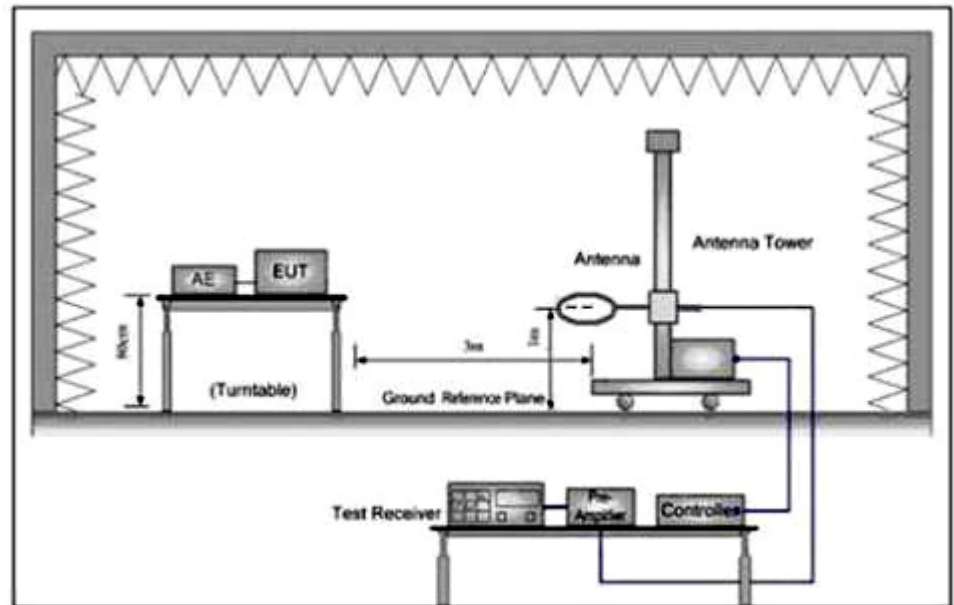 Antenna Tower
Antenna
AE
EUT
80cm
1m
3m
(Turntable)
Ground Reference Plane
Test Receiver
Pre-
Amplifier
Controller